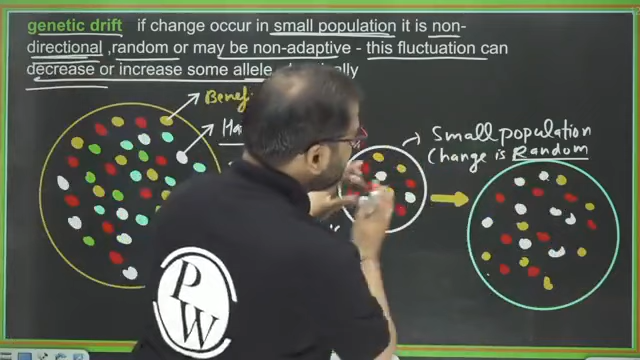 genetic drift if change occur in small population it is non-
directional ,random or may be non-adaptive - this fluctuation can
decrease or increase some allele
Small population
Change is Random
P
W